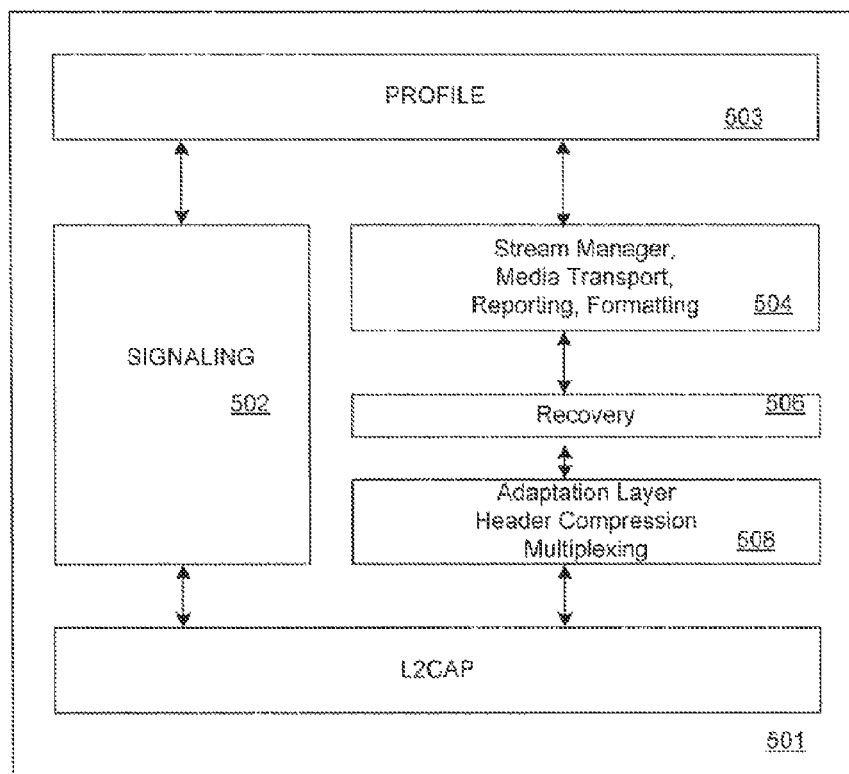 PROFILE
503
Stream Manager,
Media Transport,
Reporting, Formatting
504
SIGNALING
502
506
Recovery
Adaptation Layer
Header Compression
Multiplexing
508
L2CAP
501